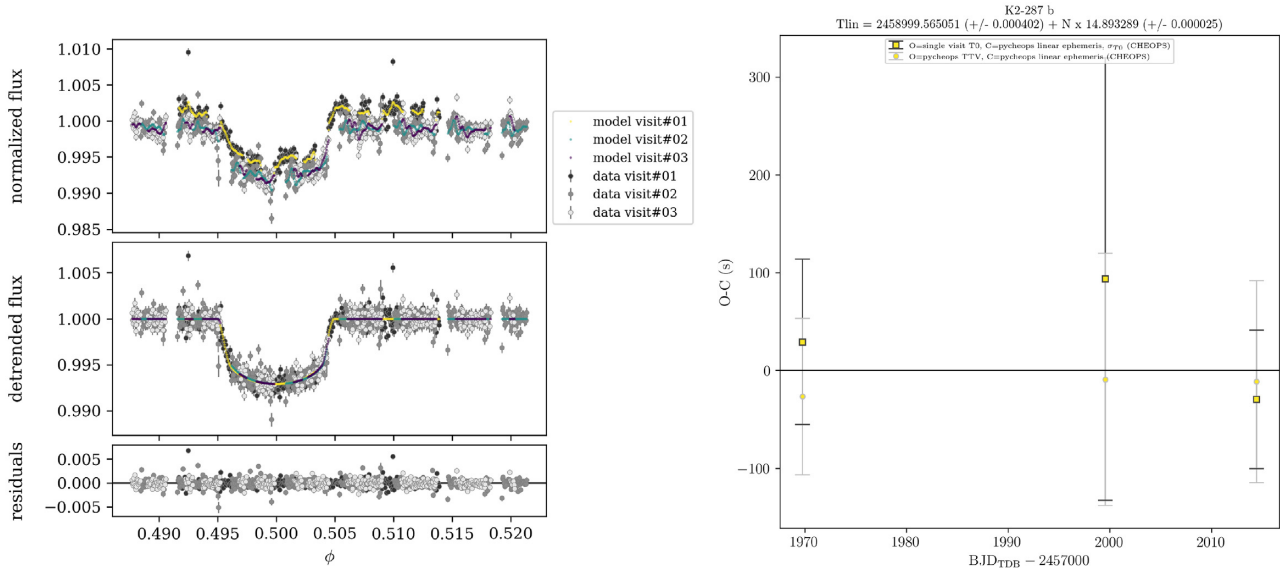 normalized flux
1.010
1.005
1.000
0.995
0.990
0.985
model visit#01
model visit#02
model visit#03
data visit#01
data visit#02
data visit#03
detrended flux
1.005
1.000
0.995
0.990
residuals
0.005
0.000
−0.005
0.490 0.495 0.500 0.505 0.510 0.515 0.520
ϕ
K2-287 b
Tlin = 2458999.565051 (+/- 0.000402) + N x 14.893289 (+/- 0.000025)
O=single visit T0, C=pycheops linear ephemeris, σT0 (CHEOPS)
O=pycheops TTV, C=pycheops linear ephemeris (CHEOPS)
O-C (s)
300
200
100
0
−100
1970 1980 1990 2000 2010
BJDTDB − 2457000